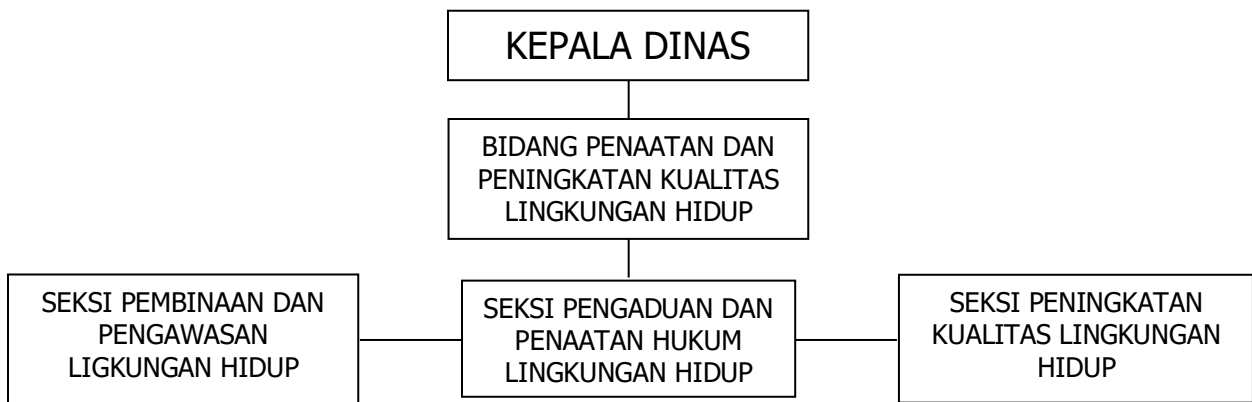 KEPALA DINAS
BIDANG PENAATAN DAN
PENINGKATAN KUALITAS
LINGKUNGAN HIDUP
SEKSI PEMBINAAN DAN
PENGAWASAN
LIGKUNGAN HIDUP
SEKSI PENGADUAN DAN
PENAATAN HUKUM
LINGKUNGAN HIDUP
SEKSI PENINGKATAN
KUALITAS LINGKUNGAN
HIDUP